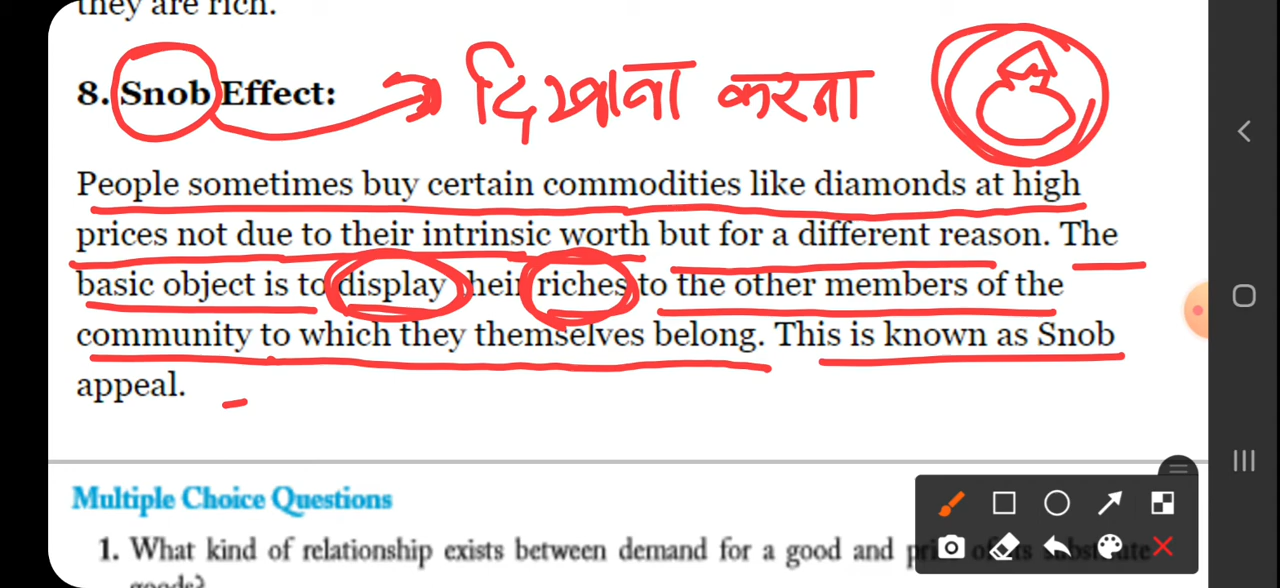 they are rich.
8. Snob Effect: दिखावा करना
People sometimes buy certain commodities like diamonds at high
prices not due to their intrinsic worth but for a different reason. The
basic object is to display their riches to the other members of the
community to which they themselves belong. This is known as Snob
appeal.
Multiple Choice Questions
1. What kind of relationship exists between demand for a good and
goods?